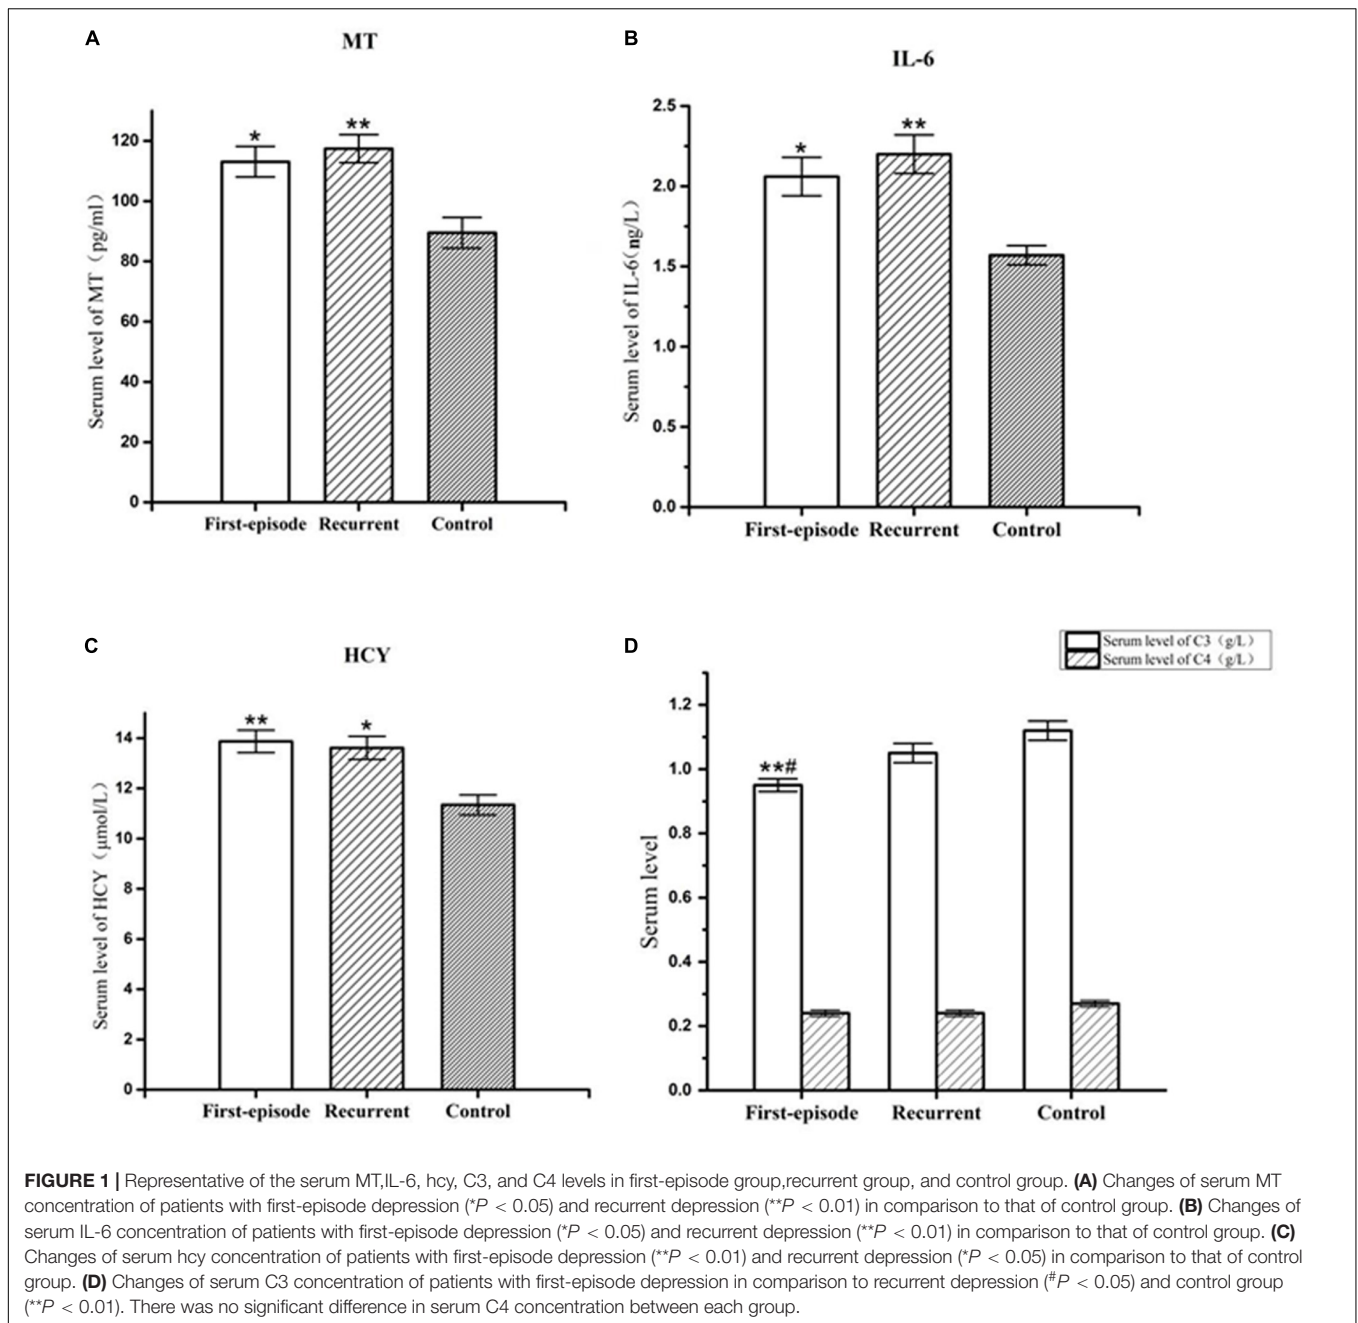 A
MT
Serum level of MT (pg/ml)
120
100
80
60
40
20
0
*
**
First-episode Recurrent Control
B
IL-6
Serum level of IL-6(ng/L)
2.5
2.0
1.5
1.0
0.5
0.0
*
**
First-episode Recurrent Control
C
HCY
Serum level of HCY (μmol/L)
14
12
10
8
6
4
2
0
**
*
First-episode Recurrent Control
D
Serum level of C3 (g/L)
Serum level of C4 (g/L)
Serum level
1.2
1.0
0.8
0.6
0.4
0.2
0.0
**#
First-episode Recurrent Control
FIGURE 1 | Representative of the serum MT,IL-6, hcy, C3, and C4 levels in first-episode group,recurrent group, and control group. (A) Changes of serum MT
concentration of patients with first-episode depression (*P < 0.05) and recurrent depression (**P < 0.01) in comparison to that of control group. (B) Changes of
serum IL-6 concentration of patients with first-episode depression (*P < 0.05) and recurrent depression (**P < 0.01) in comparison to that of control group. (C)
Changes of serum hcy concentration of patients with first-episode depression (**P < 0.01) and recurrent depression (*P < 0.05) in comparison to that of control
group. (D) Changes of serum C3 concentration of patients with first-episode depression in comparison to recurrent depression (#P < 0.05) and control group
(**P < 0.01). There was no significant difference in serum C4 concentration between each group.